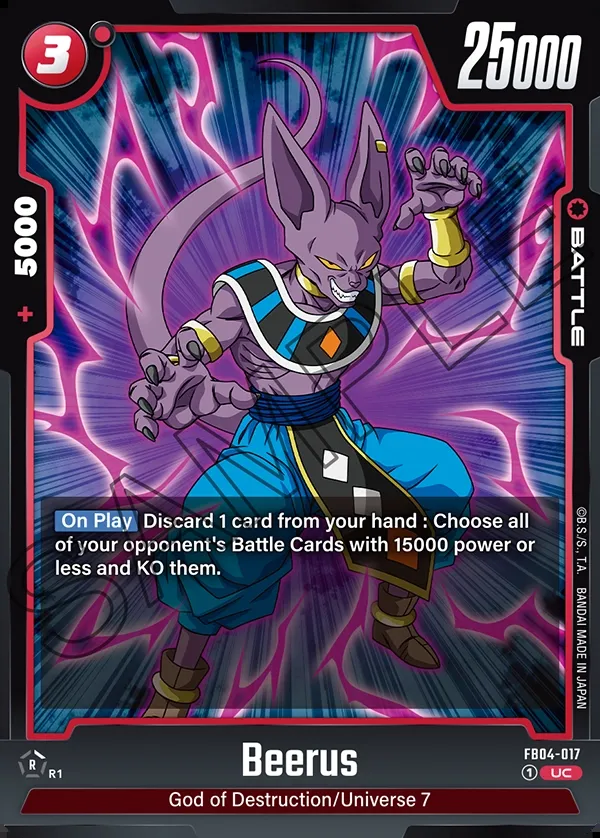 3
25000
+ 5000
BATTLE
SAMPLE
On Play Discard 1 card from your hand : Choose all
of your opponent's Battle Cards with 15000 power or
less and KO them.
©B.S./S., T.A. BANDAI MADE IN JAPAN
R
R1
Beerus
FB04-017
1 UC
God of Destruction/Universe 7